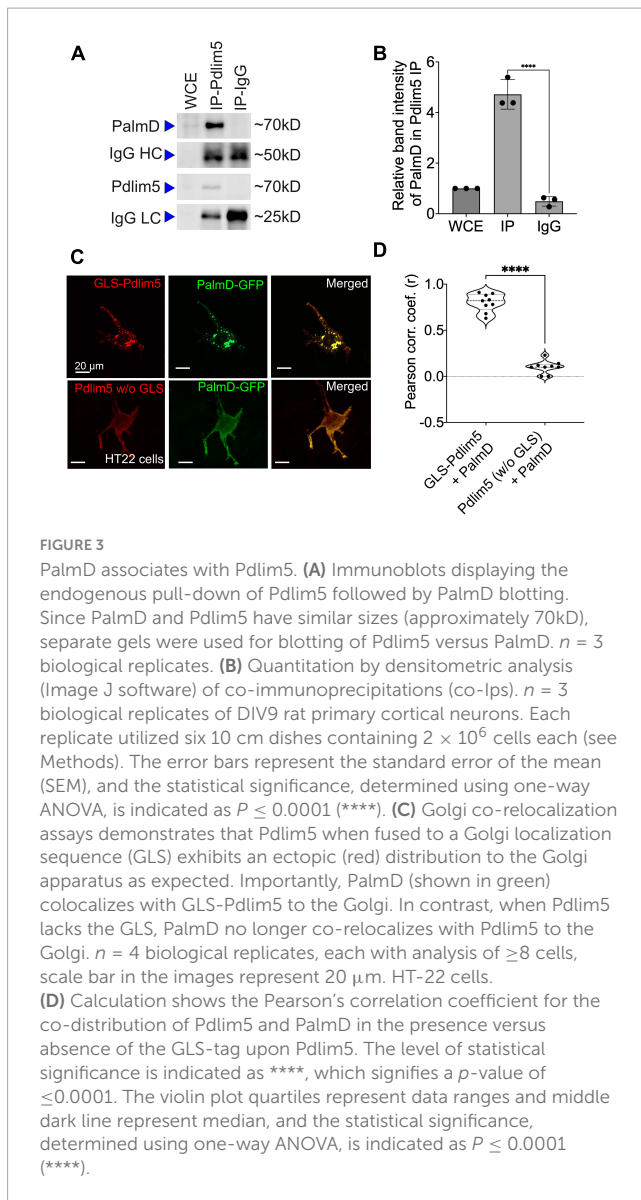 A
WCE
IP-Pdlim5
IP-IgG
PalmD
~70kD
IgG HC
~50kD
Pdlim5
~70kD
IgG LC
~25kD
B
Relative band intensity
of PalmD in Pdlim5 IP
6
4
2
0
****
WCE
IP
IgG
C
GLS-Pdlim5
PalmD-GFP
Merged
20 μm
Pdlim5 w/o GLS
PalmD-GFP
Merged
HT22 cells
D
Pearson corr. coef. (r)
1.0
0.5
0.0
-0.5
****
GLS-Pdlim5
+ PalmD
Pdlim5 (w/o GLS)
+ PalmD
FIGURE 3
PalmD associates with Pdlim5. (A) Immunoblots displaying the
endogenous pull-down of Pdlim5 followed by PalmD blotting.
Since PalmD and Pdlim5 have similar sizes (approximately 70kD),
separate gels were used for blotting of Pdlim5 versus PalmD. n = 3
biological replicates. (B) Quantitation by densitometric analysis
(Image J software) of co-immunoprecipitations (co-Ips). n = 3
biological replicates of DIV9 rat primary cortical neurons. Each
replicate utilized six 10 cm dishes containing 2 × 10⁶ cells each (see
Methods). The error bars represent the standard error of the mean
(SEM), and the statistical significance, determined using one-way
ANOVA, is indicated as P ≤ 0.0001 (****). (C) Golgi co-relocalization
assays demonstrates that Pdlim5 when fused to a Golgi localization
sequence (GLS) exhibits an ectopic (red) distribution to the Golgi
apparatus as expected. Importantly, PalmD (shown in green)
colocalizes with GLS-Pdlim5 to the Golgi. In contrast, when Pdlim5
lacks the GLS, PalmD no longer co-relocalizes with Pdlim5 to the
Golgi. n = 4 biological replicates, each with analysis of ≥8 cells,
scale bar in the images represent 20 μm. HT-22 cells.
(D) Calculation shows the Pearson's correlation coefficient for the
co-distribution of Pdlim5 and PalmD in the presence versus
absence of the GLS-tag upon Pdlim5. The level of statistical
significance is indicated as ****, which signifies a p-value of
≤0.0001. The violin plot quartiles represent data ranges and middle
dark line represent median, and the statistical significance,
determined using one-way ANOVA, is indicated as P ≤ 0.0001
(****).